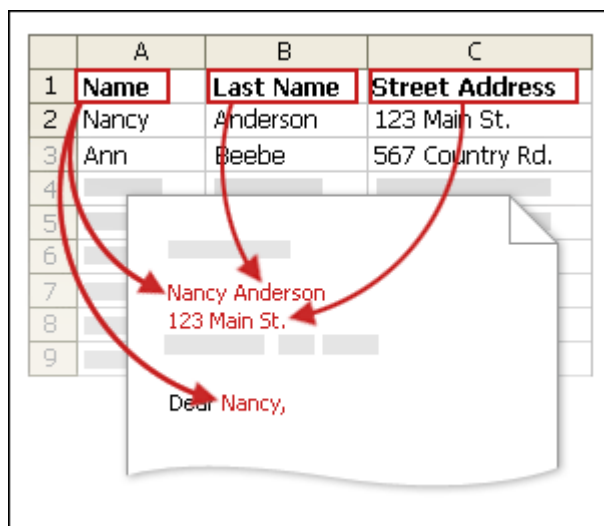 A B C
1 Name Last Name Street Address
2 Nancy Anderson 123 Main St.
3 Ann Beebe 567 Country Rd.
4
5
6
7
8
9
Nancy Anderson
123 Main St.
Dear Nancy,